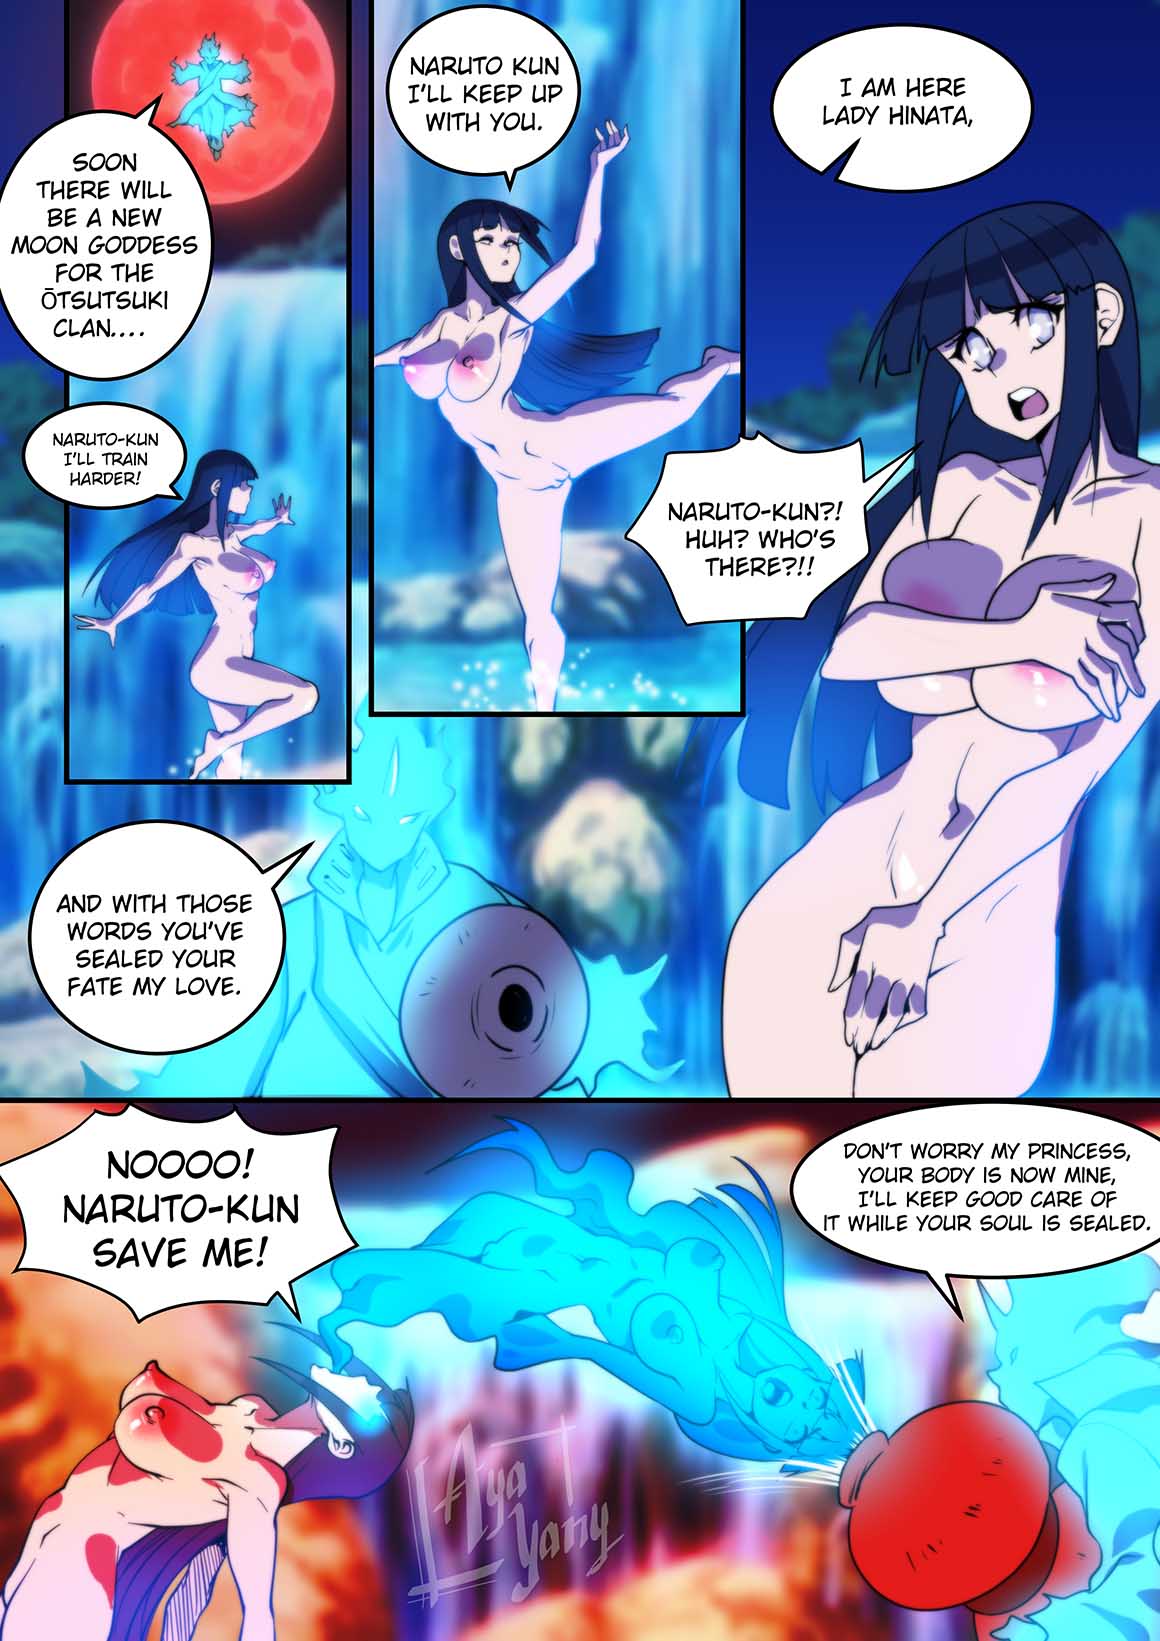 SOON
THERE WILL
BE A NEW
MOON GODDESS
FOR THE
ŌTSUTSUKI
CLAN....
NARUTO-KUN
I'LL TRAIN
HARDER!
NARUTO KUN
I'LL KEEP UP
WITH YOU.
I AM HERE
LADY HINATA,
NARUTO-KUN?!
HUH? WHO'S
THERE?!!
AND WITH THOSE
WORDS YOU'VE
SEALED YOUR
FATE MY LOVE.
NOOOO!
NARUTO-KUN
SAVE ME!
DON'T WORRY MY PRINCESS,
YOUR BODY IS NOW MINE,
I'LL KEEP GOOD CARE OF
IT WHILE YOUR SOUL IS SEALED.
Aya
yany